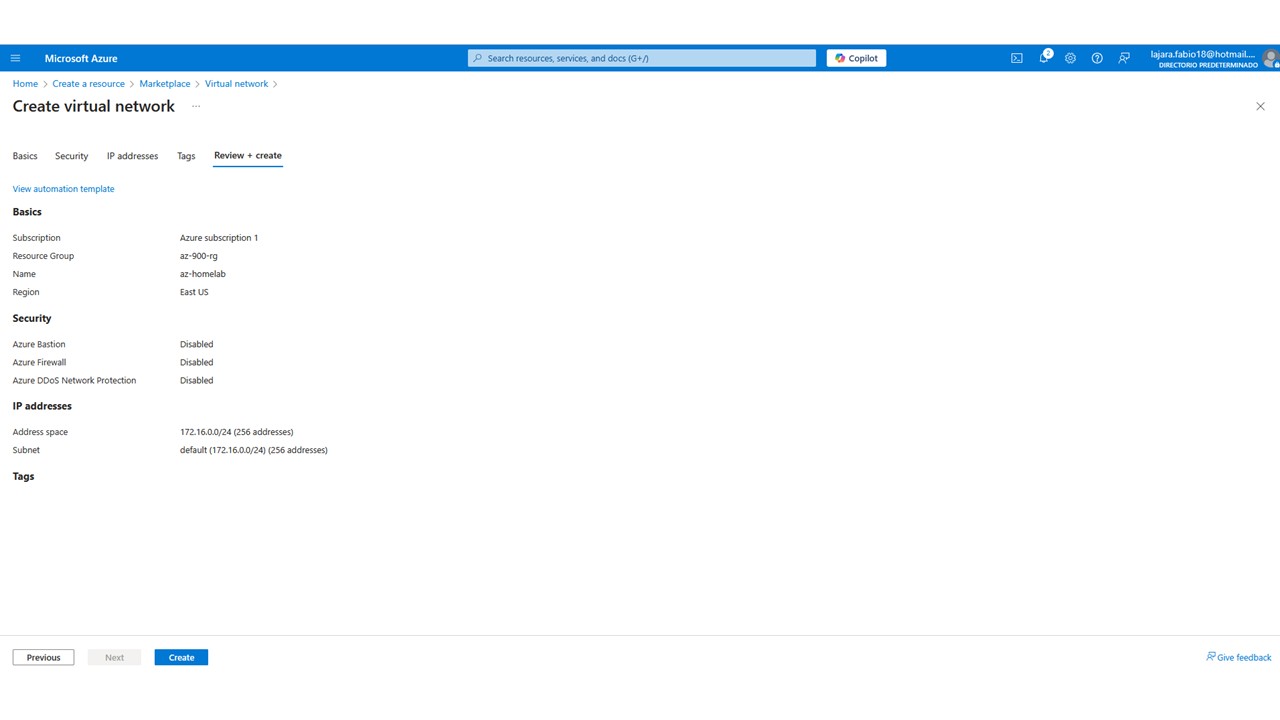 Microsoft Azure
Search resources, services, and docs (G+/)
Copilot
2
lajara.fabio18@hotmail....
DIRECTORIO PREDETERMINADO
Home > Create a resource > Marketplace > Virtual network >
Create virtual network ...
Basics Security IP addresses Tags Review + create
View automation template
Basics
Subscription Azure subscription 1
Resource Group az-900-rg
Name az-homelab
Region East US
Security
Azure Bastion Disabled
Azure Firewall Disabled
Azure DDoS Network Protection Disabled
IP addresses
Address space 172.16.0.0/24 (256 addresses)
Subnet default (172.16.0.0/24) (256 addresses)
Tags
Previous Next Create
Give feedback